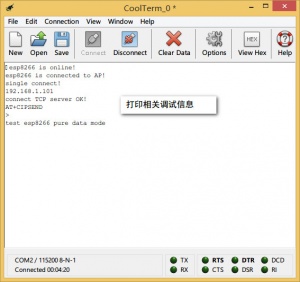 CoolTerm_0 *
File Edit Connection View Window Help
New Open Save Connect Disconnect Clear Data Options View Hex Help
HEX
esp8266 is online!
esp8266 is connected to AP!
single connect!
192.168.1.101
connect TCP server OK!
AT+CIPSEND
>
test esp8266 pure data mode
打印相关调试信息
COM2 / 115200 8-N-1
Connected 00:04:20
TX RTS DTR DCD
RX CTS DSR RI